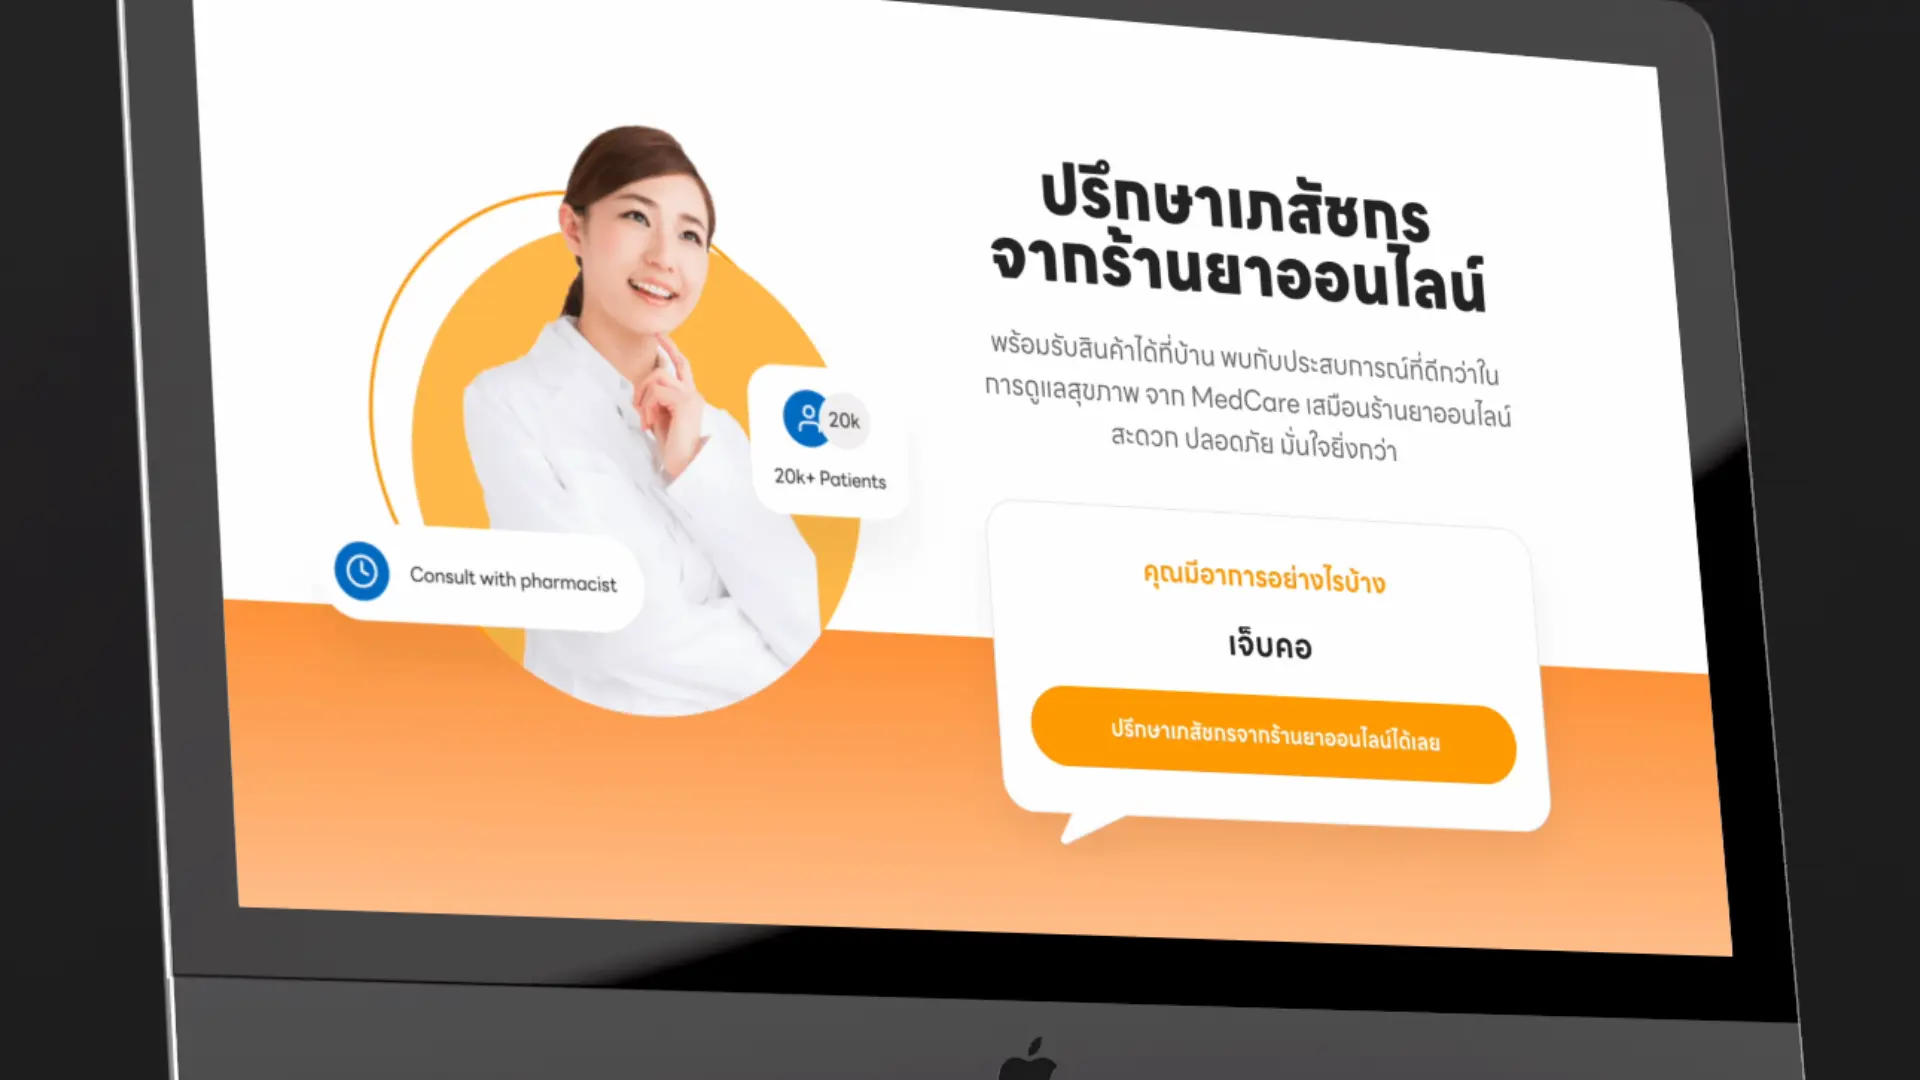 ปรึกษาเภสัชกร
จากร้านยาออนไลน์
พร้อมรับสินค้าได้ที่บ้าน พบกับประสบการณ์ที่ดีกว่าใน
การดูแลสุขภาพ จาก MedCare เสมือนร้านยาออนไลน์
สะดวก ปลอดภัย มั่นใจยิ่งกว่า
20k
20k+ Patients
Consult with pharmacist
คุณมีอาการอย่างไรบ้าง
เจ็บคอ
ปรึกษาเภสัชกรจากร้านยาออนไลน์ได้เลย